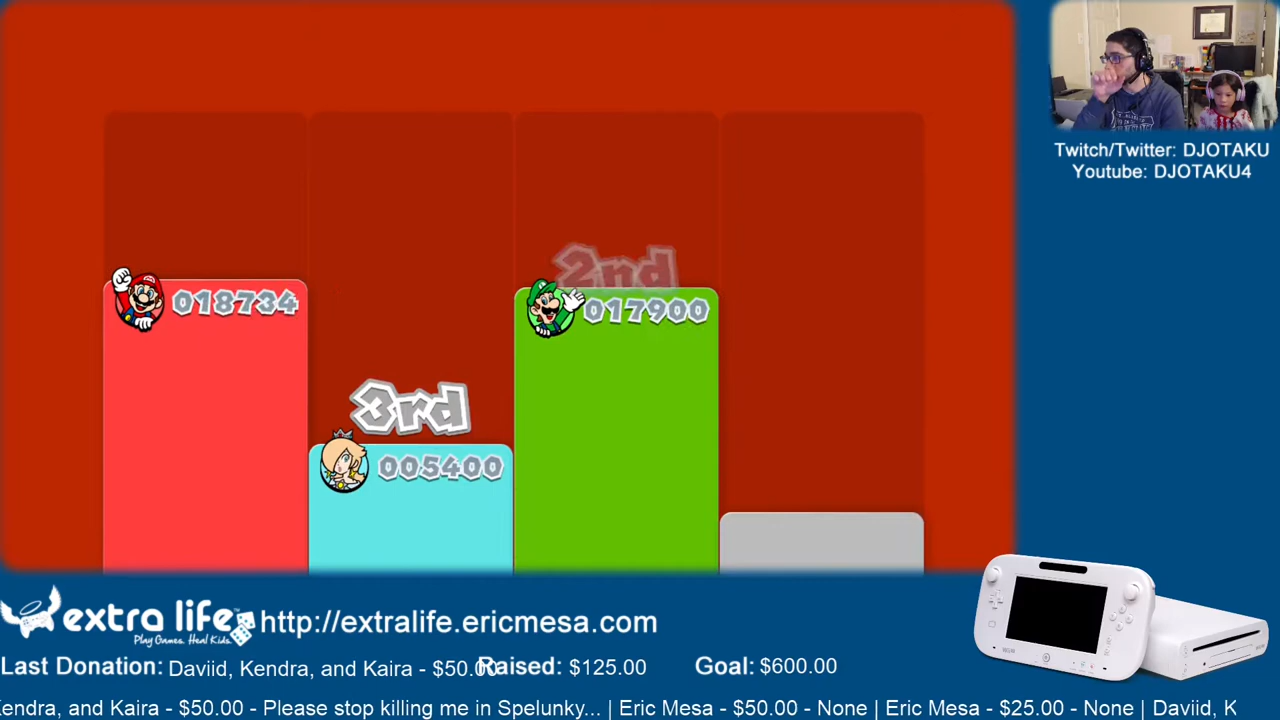 Twitch/Twitter: DJOTAKU
Youtube: DJOTAKU4
2nd
018734
017900
3rd
005400
extra life
Play Games. Heal Kids.
http://extralife.ericmesa.com
Last Donation: Daviid, Kendra, and Kaira - $50.00
Raised: $125.00
Goal: $600.00
Kendra, and Kaira - $50.00 - Please stop killing me in Spelunky... | Eric Mesa - $50.00 - None | Eric Mesa - $25.00 - None | Daviid, K